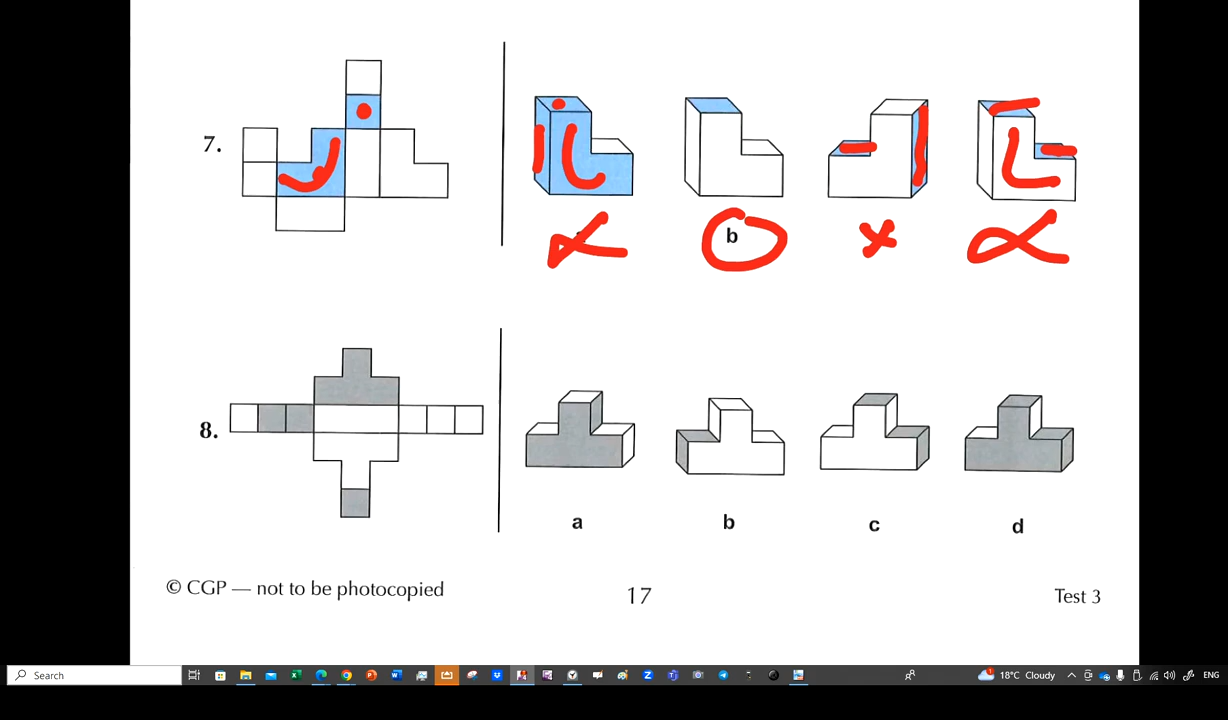 7.
b
8.
a
b
c
d
© CGP — not to be photocopied
17
Test 3
Search
18°C Cloudy
ENG